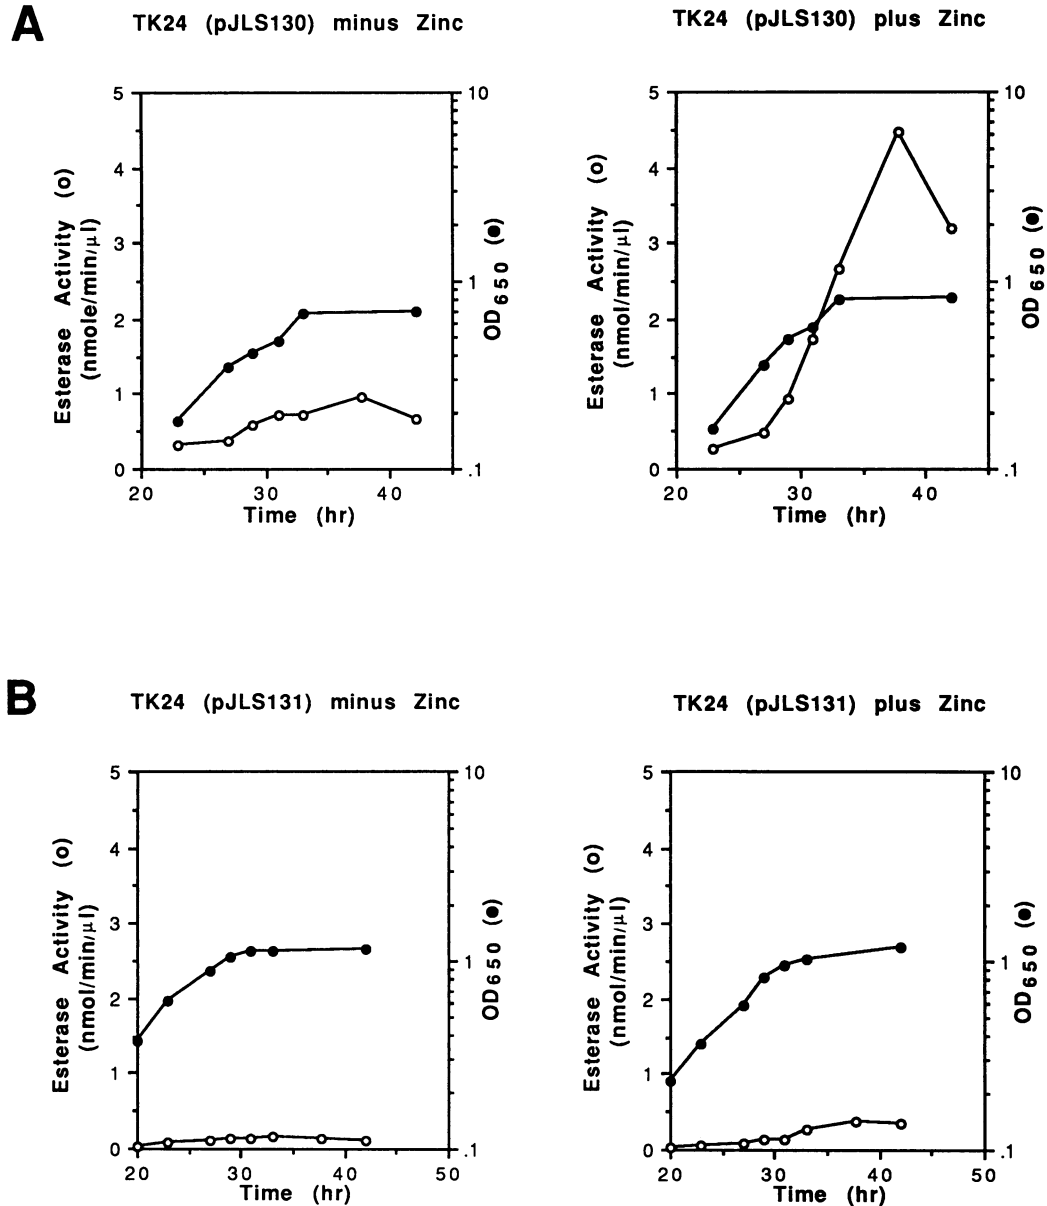 A
TK24 (pJLS130) minus Zinc
5
4
3
2
1
0
10
1
.1
20
30
40
Esterase Activity (o)
(nmole/min/µl)
OD650 (●)
Time (hr)
TK24 (pJLS130) plus Zinc
5
4
3
2
1
0
10
1
.1
20
30
40
Esterase Activity (o)
(nmol/min/µl)
OD650 (●)
Time (hr)
B
TK24 (pJLS131) minus Zinc
5
4
3
2
1
0
10
1
.1
20
30
40
50
Esterase Activity (o)
(nmol/min/µl)
OD650 (●)
Time (hr)
TK24 (pJLS131) plus Zinc
5
4
3
2
1
0
10
1
.1
20
30
40
50
Esterase Activity (o)
(nmol/min/µl)
OD650 (●)
Time (hr)